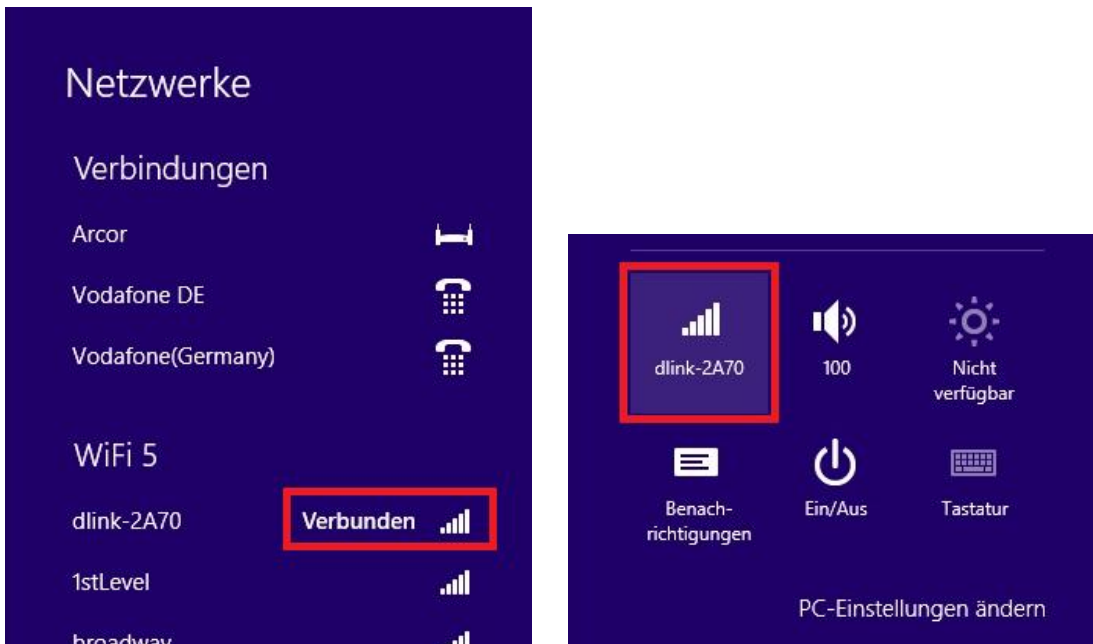 Netzwerke
Verbindungen
Arcor
Vodafone DE
Vodafone(Germany)
WiFi 5
dlink-2A70 Verbunden
1stLevel
broadway
dlink-2A70
100
Nicht
verfügbar
Benach-
richtigungen
Ein/Aus
Tastatur
PC-Einstellungen ändern